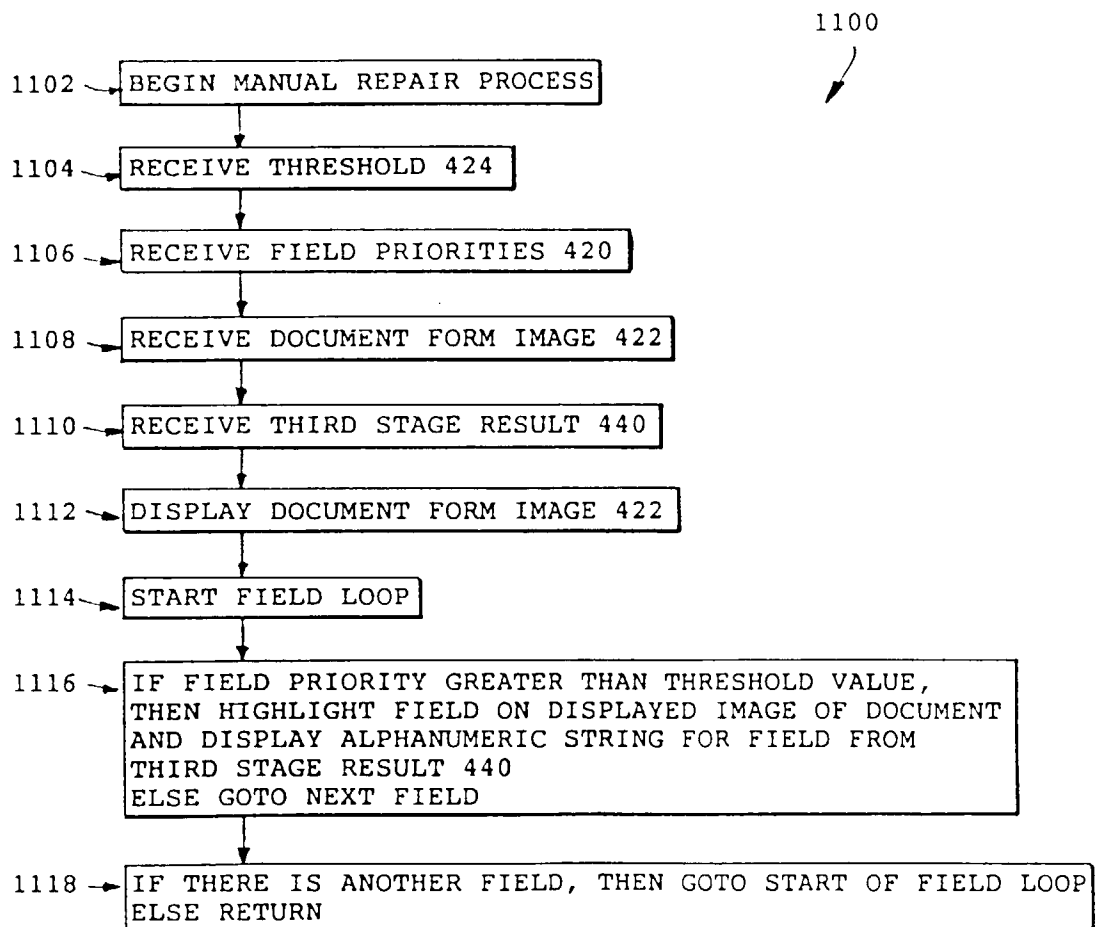 1100
1102 BEGIN MANUAL REPAIR PROCESS
1104 RECEIVE THRESHOLD 424
1106 RECEIVE FIELD PRIORITIES 420
1108 RECEIVE DOCUMENT FORM IMAGE 422
1110 RECEIVE THIRD STAGE RESULT 440
1112 DISPLAY DOCUMENT FORM IMAGE 422
1114 START FIELD LOOP
1116 IF FIELD PRIORITY GREATER THAN THRESHOLD VALUE,
THEN HIGHLIGHT FIELD ON DISPLAYED IMAGE OF DOCUMENT
AND DISPLAY ALPHANUMERIC STRING FOR FIELD FROM
THIRD STAGE RESULT 440
ELSE GOTO NEXT FIELD
1118 IF THERE IS ANOTHER FIELD, THEN GOTO START OF FIELD LOOP
ELSE RETURN